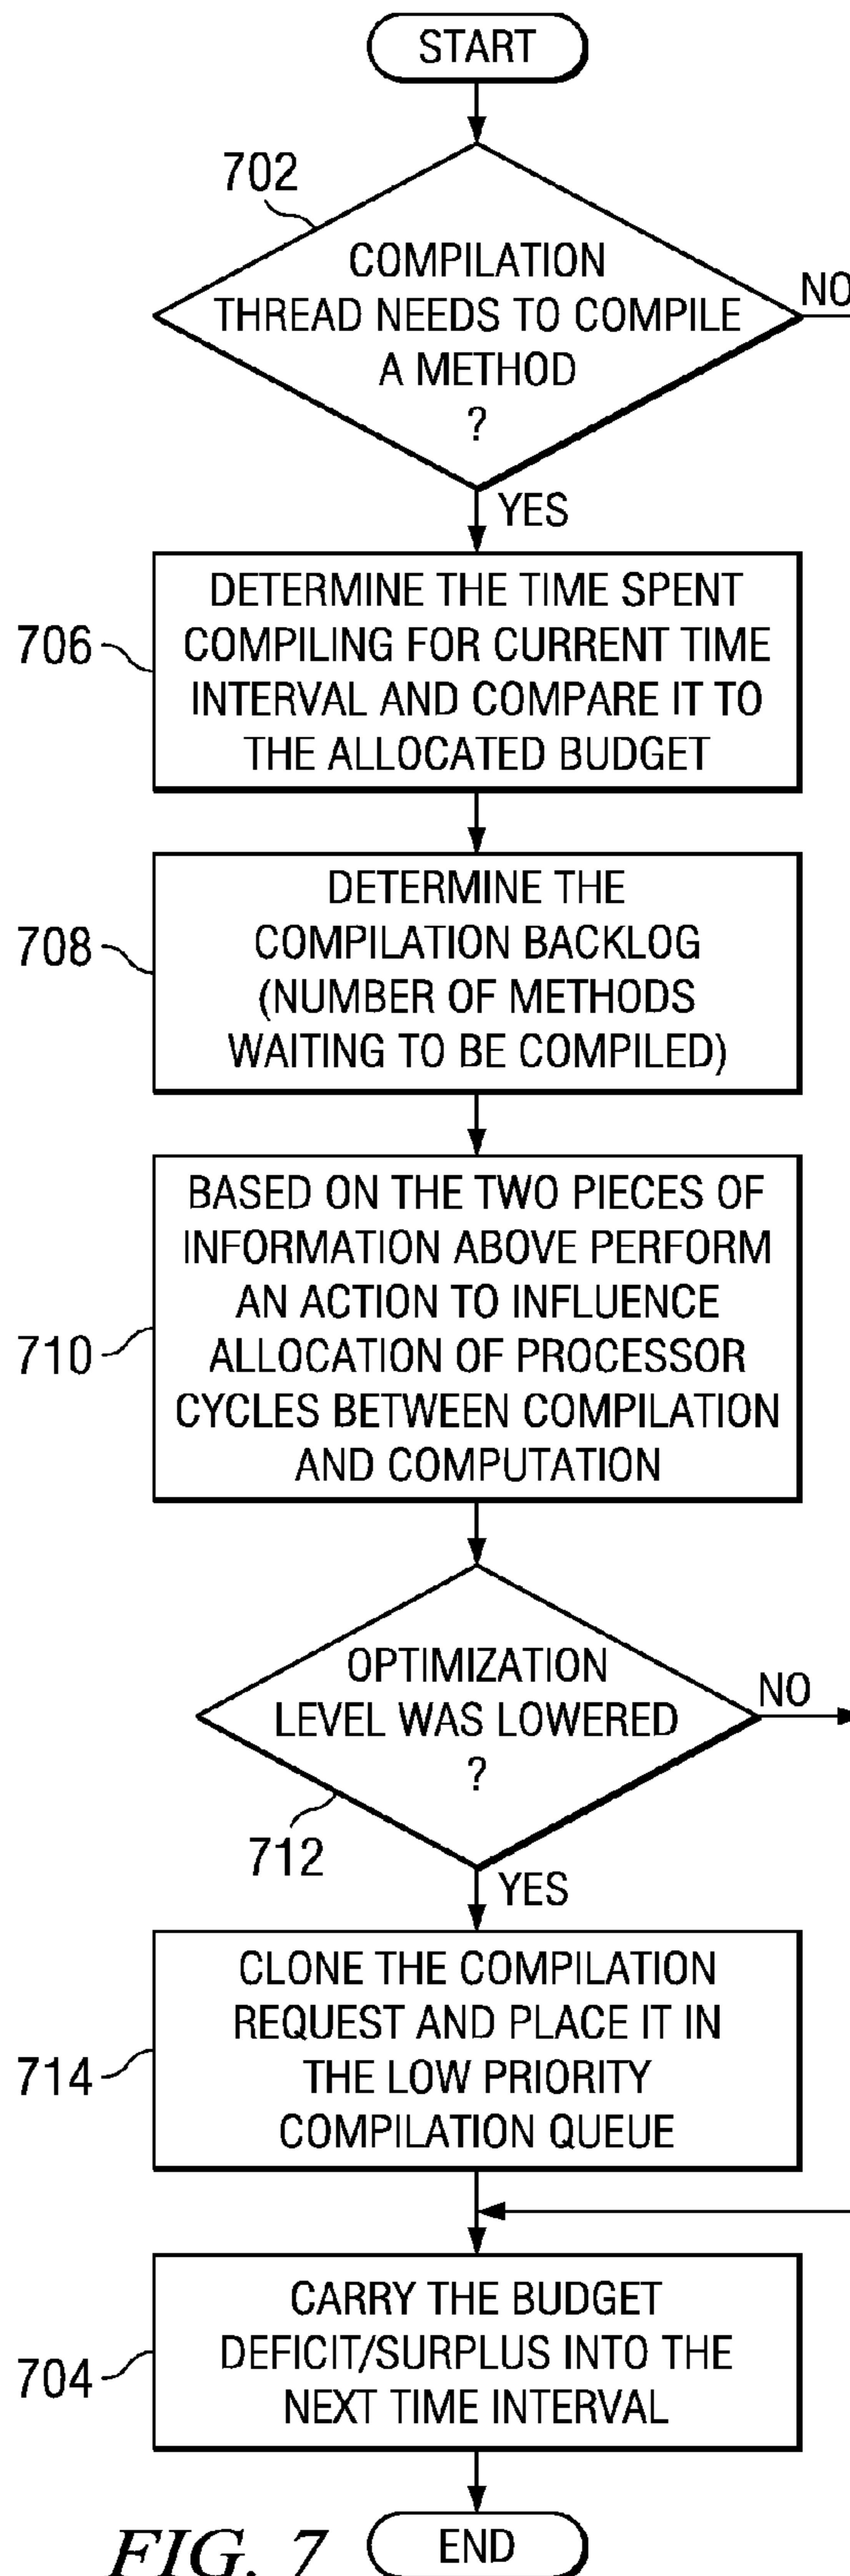 START
702
COMPILATION
THREAD NEEDS TO COMPILE
A METHOD
?
NO
YES
706
DETERMINE THE TIME SPENT
COMPILING FOR CURRENT TIME
INTERVAL AND COMPARE IT TO
THE ALLOCATED BUDGET
708
DETERMINE THE
COMPILATION BACKLOG
(NUMBER OF METHODS
WAITING TO BE COMPILED)
710
BASED ON THE TWO PIECES OF
INFORMATION ABOVE PERFORM
AN ACTION TO INFLUENCE
ALLOCATION OF PROCESSOR
CYCLES BETWEEN COMPILATION
AND COMPUTATION
OPTIMIZATION
LEVEL WAS LOWERED
?
NO
712
YES
714
CLONE THE COMPILATION
REQUEST AND PLACE IT IN
THE LOW PRIORITY
COMPILATION QUEUE
704
CARRY THE BUDGET
DEFICIT/SURPLUS INTO THE
NEXT TIME INTERVAL
FIG. 7
END